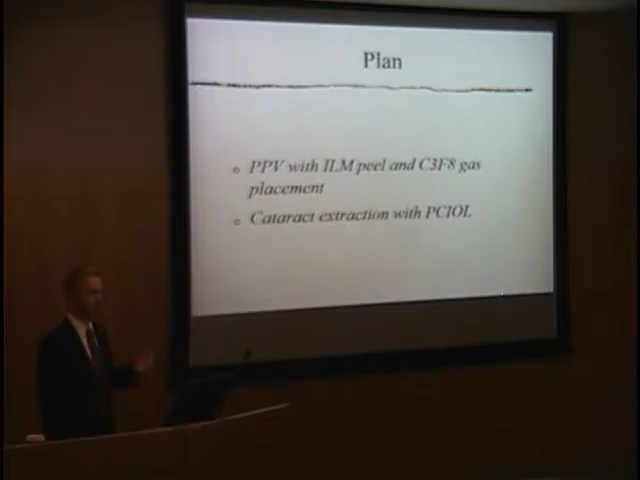 Plan
PPV with ILM peel and C3F8 gas
placement
Cataract extraction with PCIOL